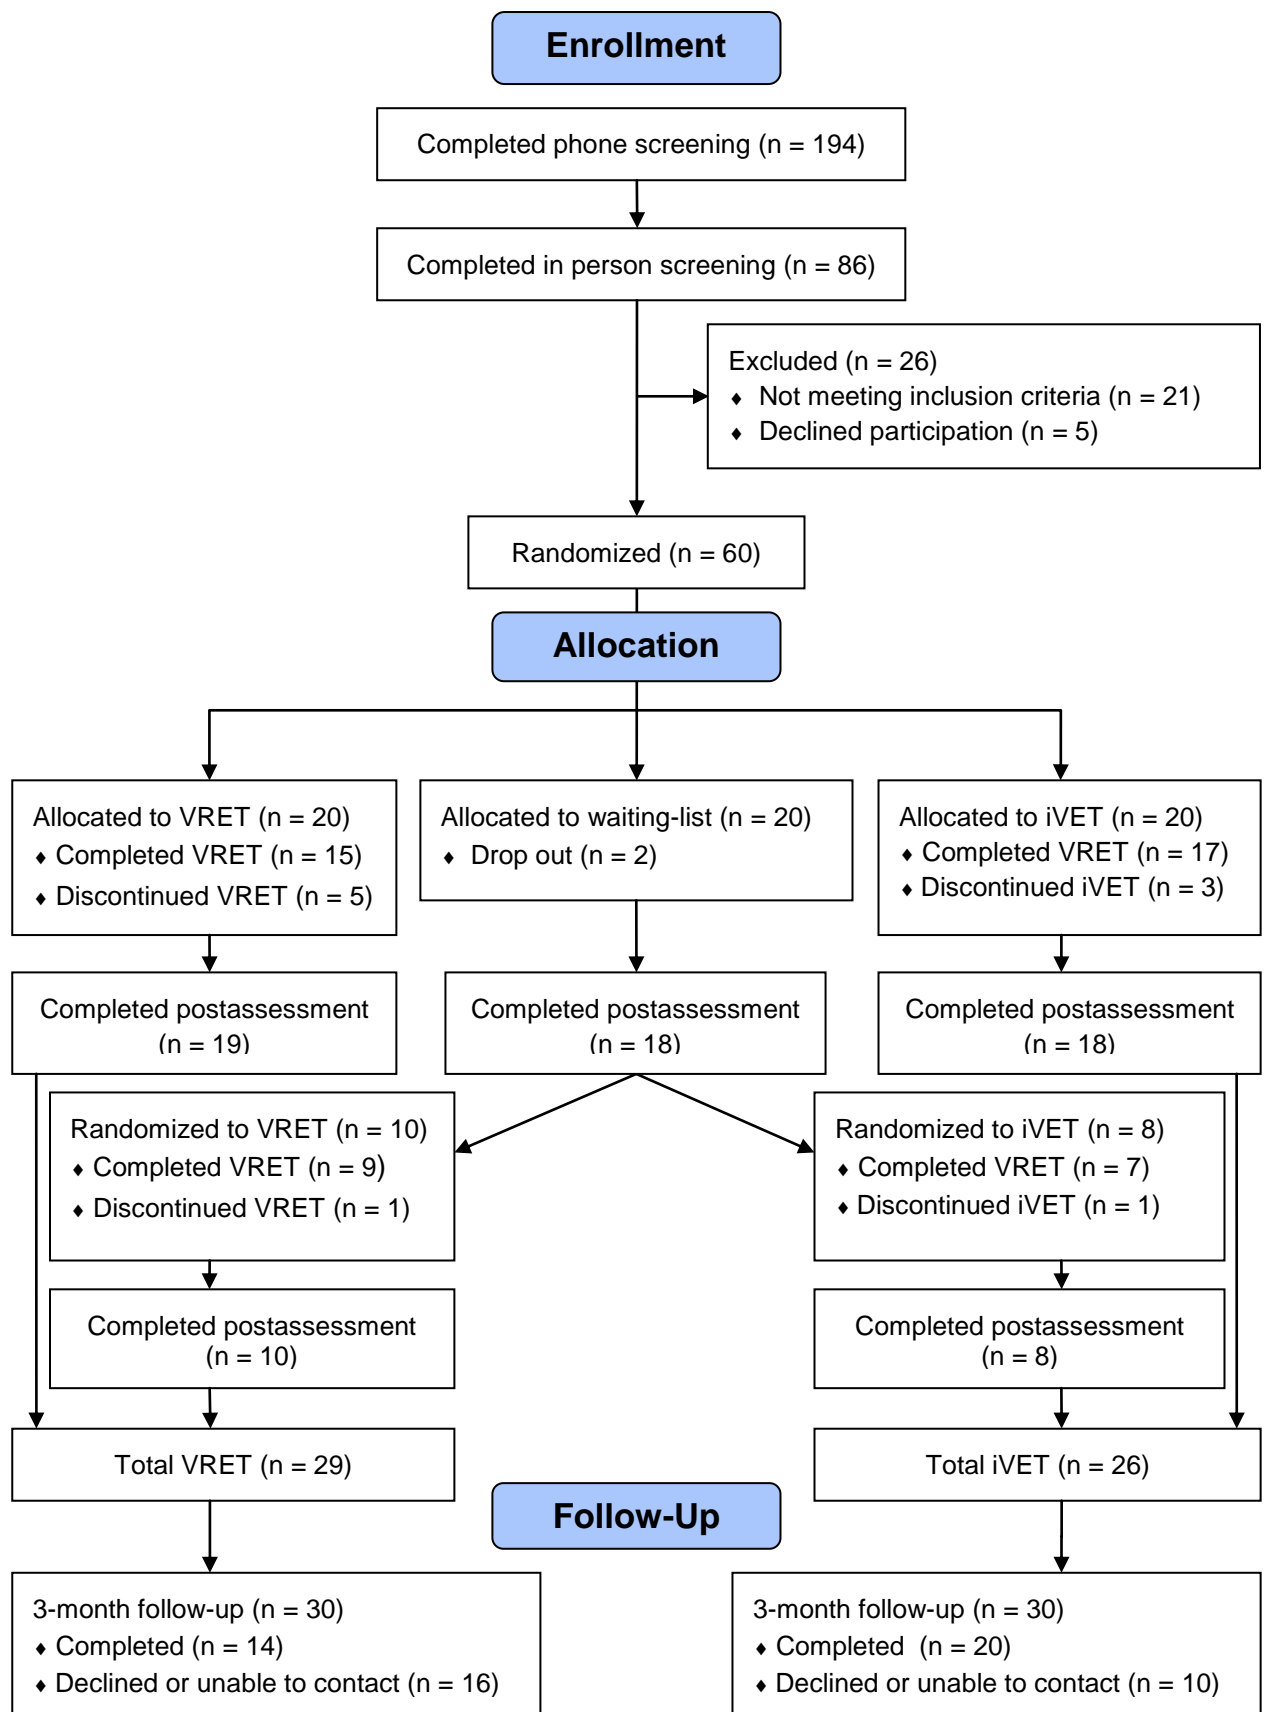 Enrollment
Completed phone screening (n = 194)
Completed in person screening (n = 86)
Excluded (n = 26)
♦ Not meeting inclusion criteria (n = 21)
♦ Declined participation (n = 5)
Randomized (n = 60)
Allocation
Allocated to VRET (n = 20)
♦ Completed VRET (n = 15)
♦ Discontinued VRET (n = 5)
Allocated to waiting-list (n = 20)
♦ Drop out (n = 2)
Allocated to iVET (n = 20)
♦ Completed VRET (n = 17)
♦ Discontinued iVET (n = 3)
Completed postassessment
(n = 19)
Completed postassessment
(n = 18)
Completed postassessment
(n = 18)
Randomized to VRET (n = 10)
♦ Completed VRET (n = 9)
♦ Discontinued VRET (n = 1)
Randomized to iVET (n = 8)
♦ Completed VRET (n = 7)
♦ Discontinued iVET (n = 1)
Completed postassessment
(n = 10)
Completed postassessment
(n = 8)
Total VRET (n = 29)
Total iVET (n = 26)
Follow-Up
3-month follow-up (n = 30)
♦ Completed (n = 14)
♦ Declined or unable to contact (n = 16)
3-month follow-up (n = 30)
♦ Completed  (n = 20)
♦ Declined or unable to contact (n = 10)